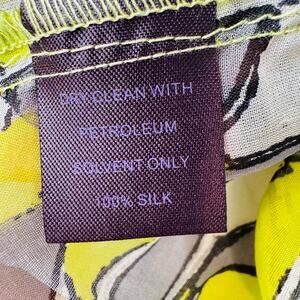 DRY CLEAN WITH
PETROLEUM
SOLVENT ONLY
100% SILK